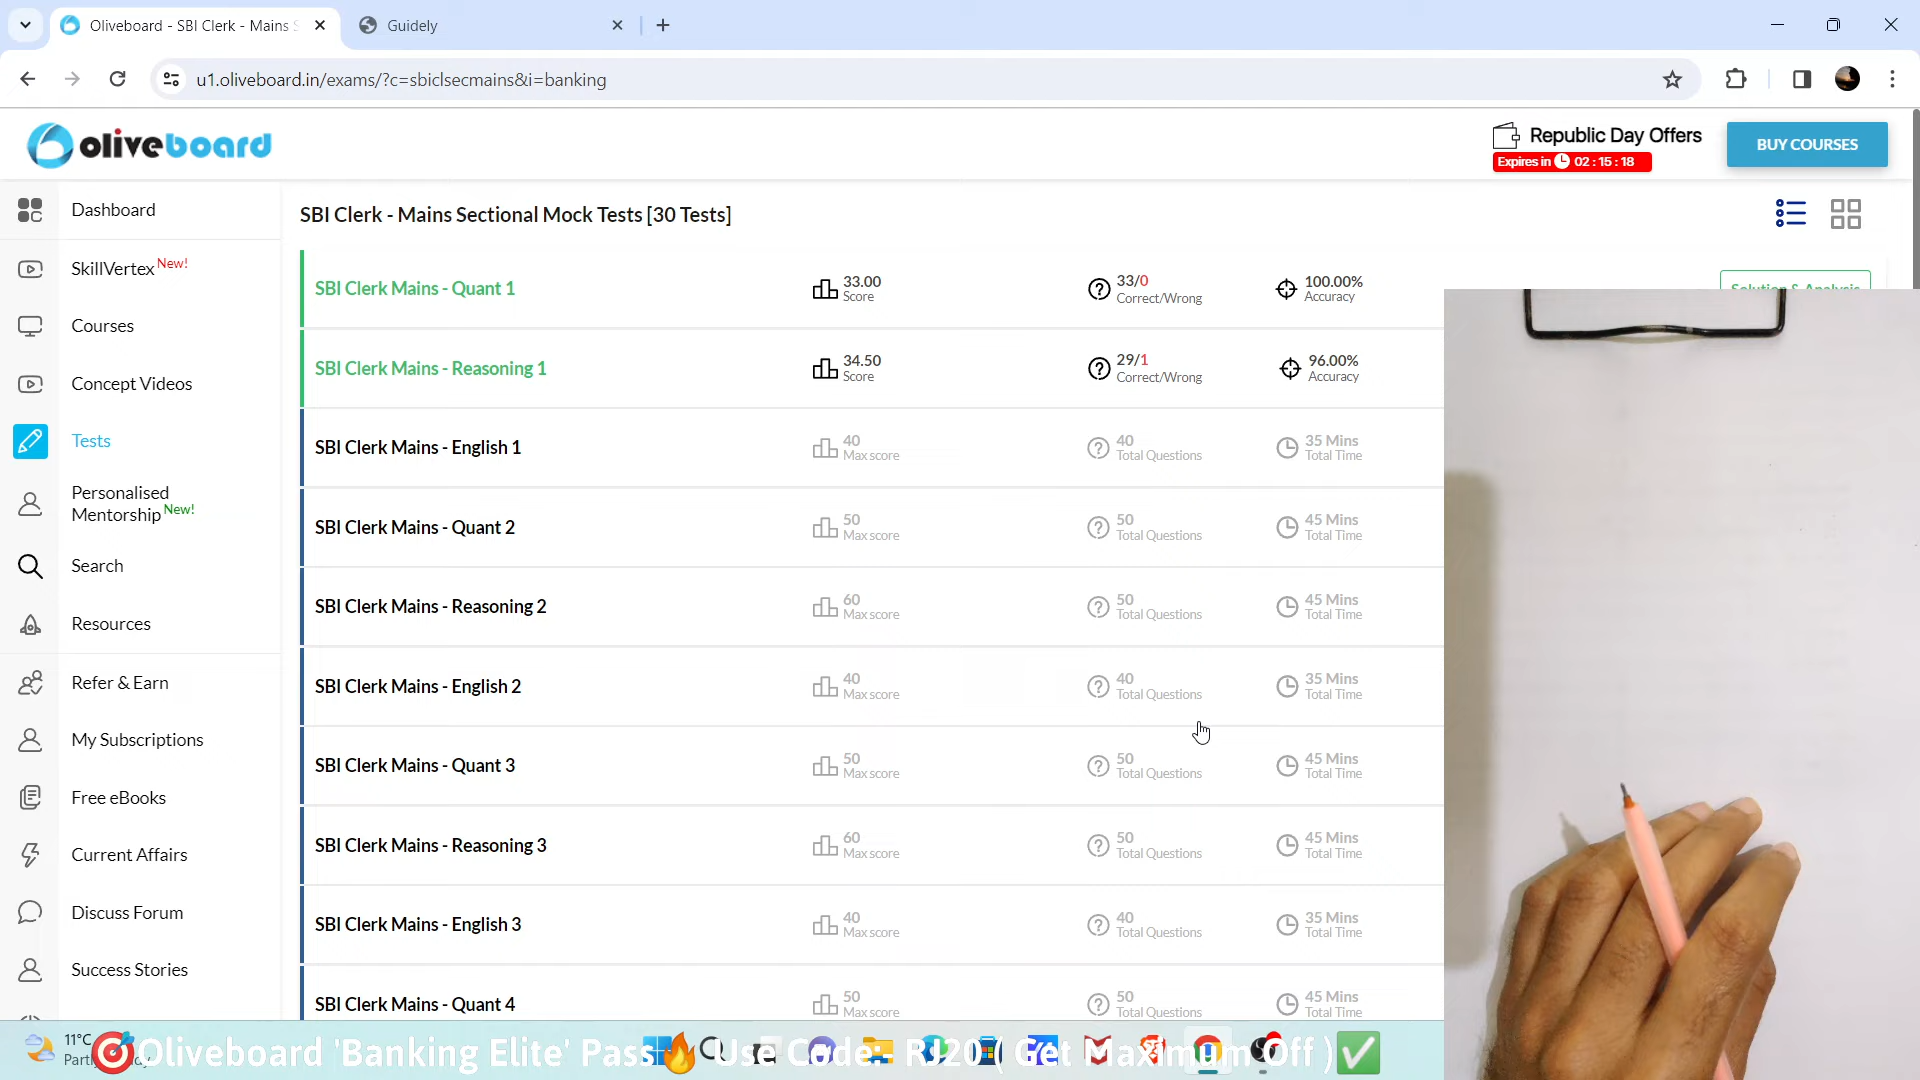 Oliveboard - SBI Clerk - Mains S
Guidely
u1.oliveboard.in/exams/?c=sbiclsecmains&i=banking
oliveboard
Republic Day Offers
Expires in 02 : 15 : 18
BUY COURSES
Dashboard
SkillVertex New!
Courses
Concept Videos
Tests
Personalised
Mentorship New!
Search
Resources
Refer & Earn
My Subscriptions
Free eBooks
Current Affairs
Discuss Forum
Success Stories
SBI Clerk - Mains Sectional Mock Tests [30 Tests]
SBI Clerk Mains - Quant 1
33.00
Score
33/0
Correct/Wrong
100.00%
Accuracy
Solution & Analysis
SBI Clerk Mains - Reasoning 1
34.50
Score
29/1
Correct/Wrong
96.00%
Accuracy
SBI Clerk Mains - English 1
40
Max score
40
Total Questions
35 Mins
Total Time
SBI Clerk Mains - Quant 2
50
Max score
50
Total Questions
45 Mins
Total Time
SBI Clerk Mains - Reasoning 2
60
Max score
50
Total Questions
45 Mins
Total Time
SBI Clerk Mains - English 2
40
Max score
40
Total Questions
35 Mins
Total Time
SBI Clerk Mains - Quant 3
50
Max score
50
Total Questions
45 Mins
Total Time
SBI Clerk Mains - Reasoning 3
60
Max score
50
Total Questions
45 Mins
Total Time
SBI Clerk Mains - English 3
40
Max score
40
Total Questions
35 Mins
Total Time
SBI Clerk Mains - Quant 4
50
Max score
50
Total Questions
45 Mins
Total Time
11°C
Oliveboard 'Banking Elite' Pass Use Code:- RJ20 ( Get Maximum Off )